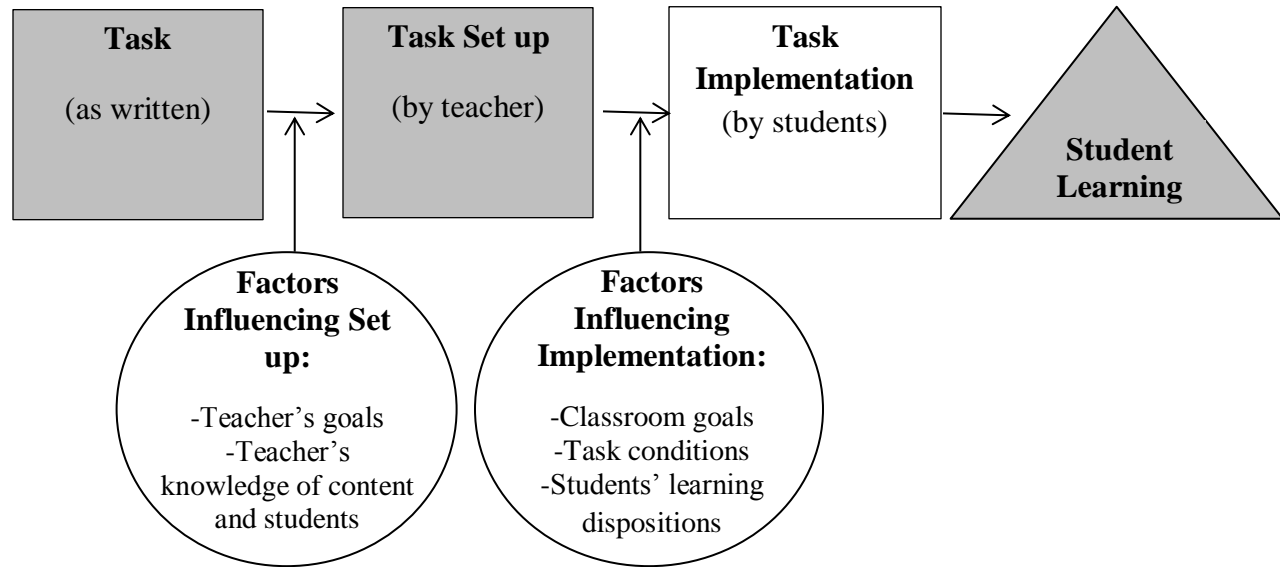 Task
(as written)
Task Set up
(by teacher)
Task
Implementation
(by students)
Student
Learning
Factors
Influencing Set
up:
-Teacher’s goals
-Teacher’s
knowledge of content
and students
Factors
Influencing
Implementation:
-Classroom goals
-Task conditions
-Students’ learning
dispositions